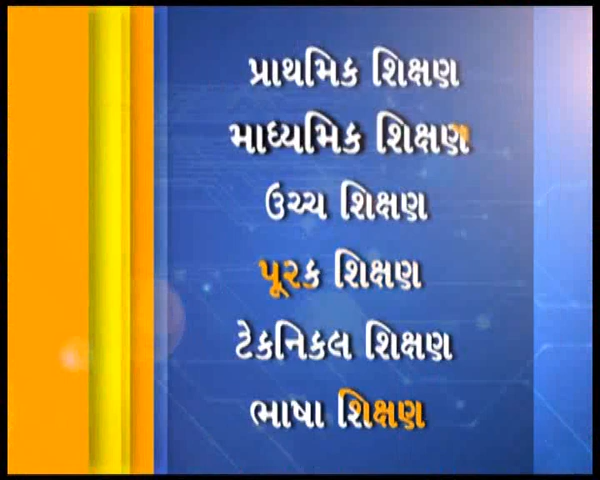 પ્રાથમિક શિક્ષણ
માધ્યમિક શિક્ષણ
ઉચ્ચ શિક્ષણ
પૂરક શિક્ષણ
ટેકનિકલ શિક્ષણ
ભાષા શિક્ષણ